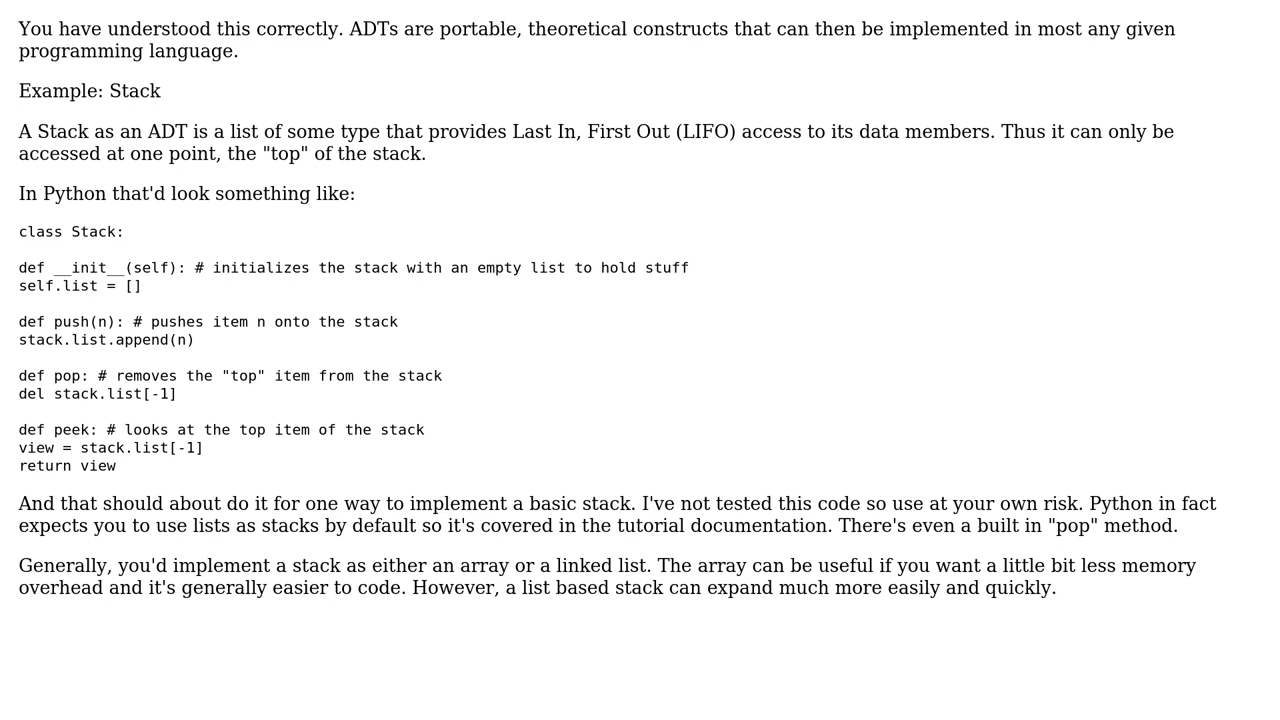 You have understood this correctly. ADTs are portable, theoretical constructs that can then be implemented in most any given
programming language.
Example: Stack
A Stack as an ADT is a list of some type that provides Last In, First Out (LIFO) access to its data members. Thus it can only be
accessed at one point, the "top" of the stack.
In Python that'd look something like:
class Stack:
def __init__(self): # initializes the stack with an empty list to hold stuff
self.list = []
def push(n): # pushes item n onto the stack
stack.list.append(n)
def pop: # removes the "top" item from the stack
del stack.list[-1]
def peek: # looks at the top item of the stack
view = stack.list[-1]
return view
And that should about do it for one way to implement a basic stack. I've not tested this code so use at your own risk. Python in fact
expects you to use lists as stacks by default so it's covered in the tutorial documentation. There's even a built in "pop" method.
Generally, you'd implement a stack as either an array or a linked list. The array can be useful if you want a little bit less memory
overhead and it's generally easier to code. However, a list based stack can expand much more easily and quickly.